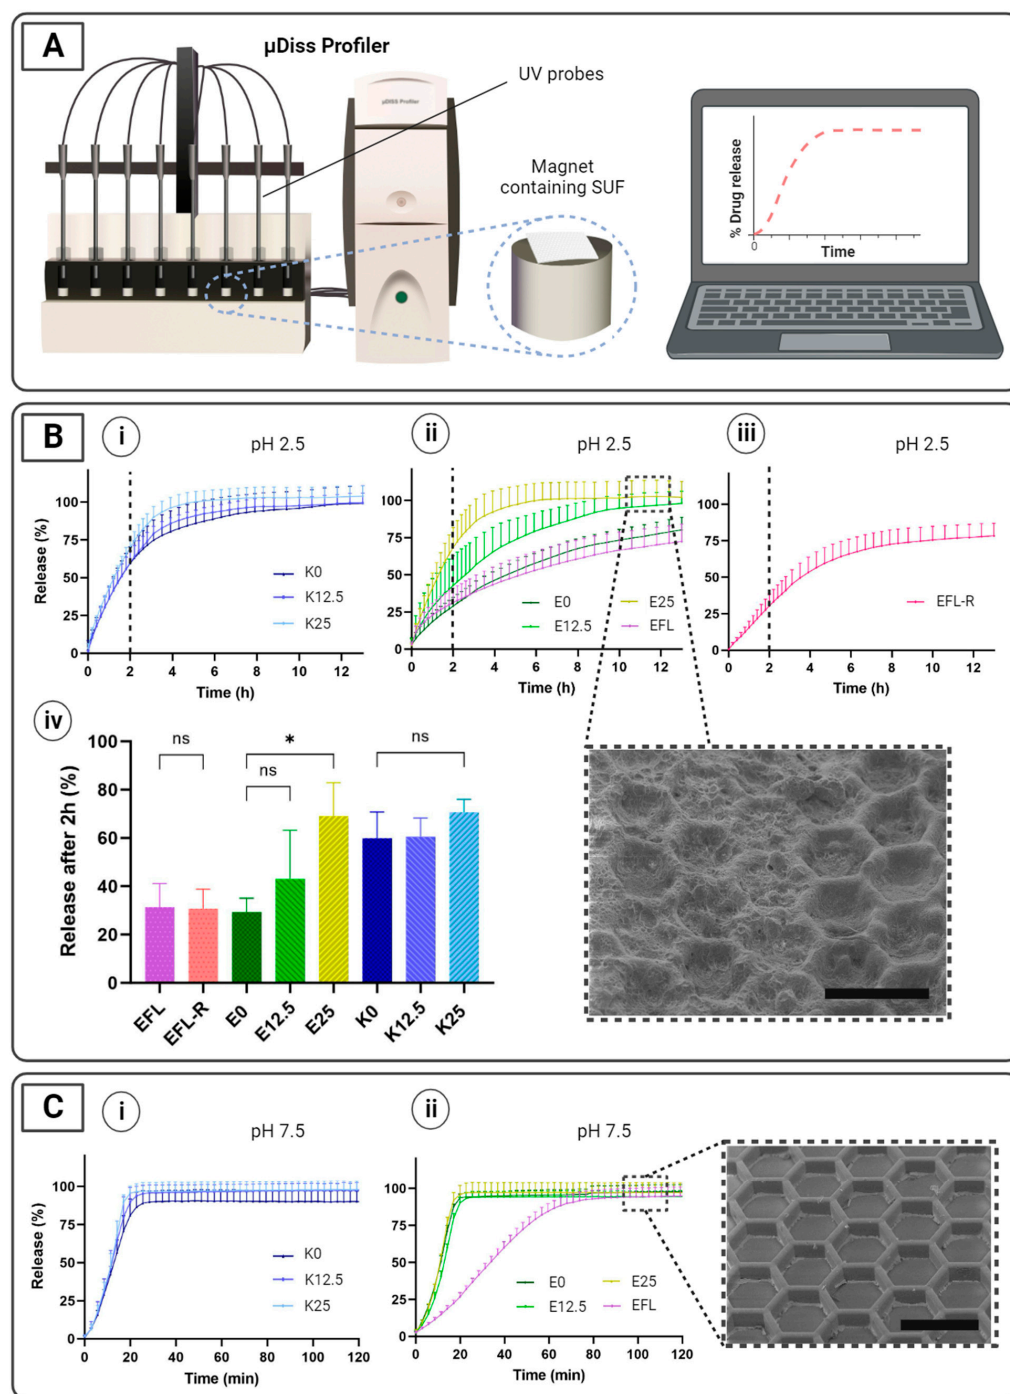 A
µDiss Profiler
UV probes
µDISS Profiler
Magnet
containing SUF
% Drug release
0
Time
B
i
pH 2.5
Release (%)
100
75
50
25
0
K0
K12.5
K25
0 2 4 6 8 10 12
Time (h)
ii
pH 2.5
100
75
50
25
0
E0 E25
E12.5 EFL
0 2 4 6 8 10 12
Time (h)
iii
pH 2.5
100
75
50
25
0
EFL-R
0 2 4 6 8 10 12
Time (h)
iv
Release after 2h (%)
100
80
60
40
20
0
ns
*
ns
ns
EFL EFL-R E0 E12.5 E25 K0 K12.5 K25
C
i
pH 7.5
Release (%)
100
75
50
25
0
K0
K12.5
K25
0 20 40 60 80 100 120
Time (min)
ii
pH 7.5
100
75
50
25
0
E0 E25
E12.5 EFL
0 20 40 60 80 100 120
Time (min)